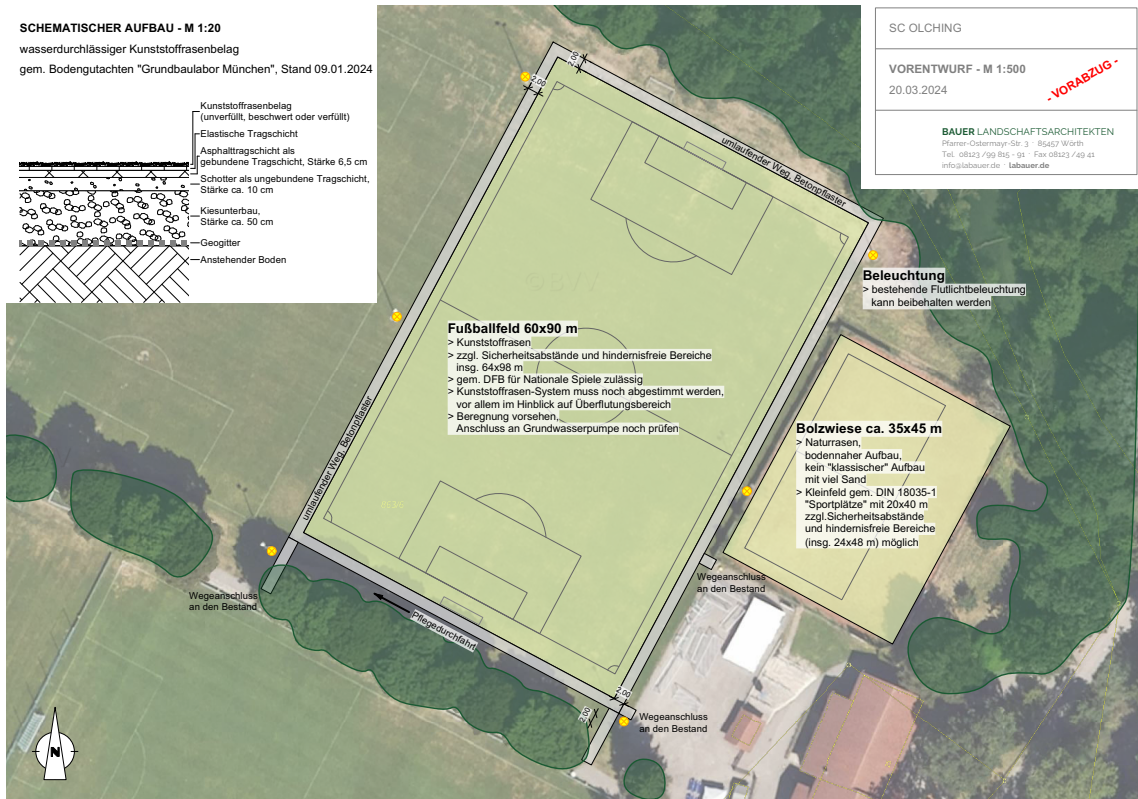 SCHEMATISCHER AUFBAU - M 1:20
wasserdurchlässiger Kunststoffrasenbelag
gem. Bodengutachten "Grundbaulabor München", Stand 09.01.2024
Kunststoffrasenbelag
(unverfüllt, beschwert oder verfüllt)
Elastische Tragschicht
Asphalttragschicht als
gebundene Tragschicht, Stärke 6,5 cm
Schotter als ungebundene Tragschicht,
Stärke ca. 10 cm
Kiesunterbau,
Stärke ca. 50 cm
Geogitter
Anstehender Boden
SC OLCHING
VORENTWURF - M 1:500
20.03.2024
- VORABZUG -
BAUER LANDSCHAFTSARCHITEKTEN
Pfarrer-Ostermayr-Str. 3 · 85457 Wörth
Tel. 08123 /99 815 - 91 · Fax 08123 /49 41
info@labauer.de · labauer.de
2,00
2,00
umlaufender Weg, Betonpflaster
©BVV
Beleuchtung
> bestehende Flutlichtbeleuchtung
kann beibehalten werden
Fußballfeld 60x90 m
> Kunststoffrasen
> zzgl. Sicherheitsabstände und hindernisfreie Bereiche
insg. 64x98 m
> gem. DFB für Nationale Spiele zulässig
> Kunststoffrasen-System muss noch abgestimmt werden,
vor allem im Hinblick auf Überflutungsbereich
> Beregnung vorsehen,
Anschluss an Grundwasserpumpe noch prüfen
umlaufender Weg, Betonpflaster
Bolzwiese ca. 35x45 m
> Naturrasen,
bodennaher Aufbau,
kein "klassischer" Aufbau
mit viel Sand
> Kleinfeld gem. DIN 18035-1
"Sportplätze" mit 20x40 m
zzgl.Sicherheitsabstände
und hindernisfreie Bereiche
(insg. 24x48 m) möglich
Wegeanschluss
an den Bestand
Wegeanschluss
an den Bestand
Pflegedurchfahrt
2,00
2,00
Wegeanschluss
an den Bestand
N